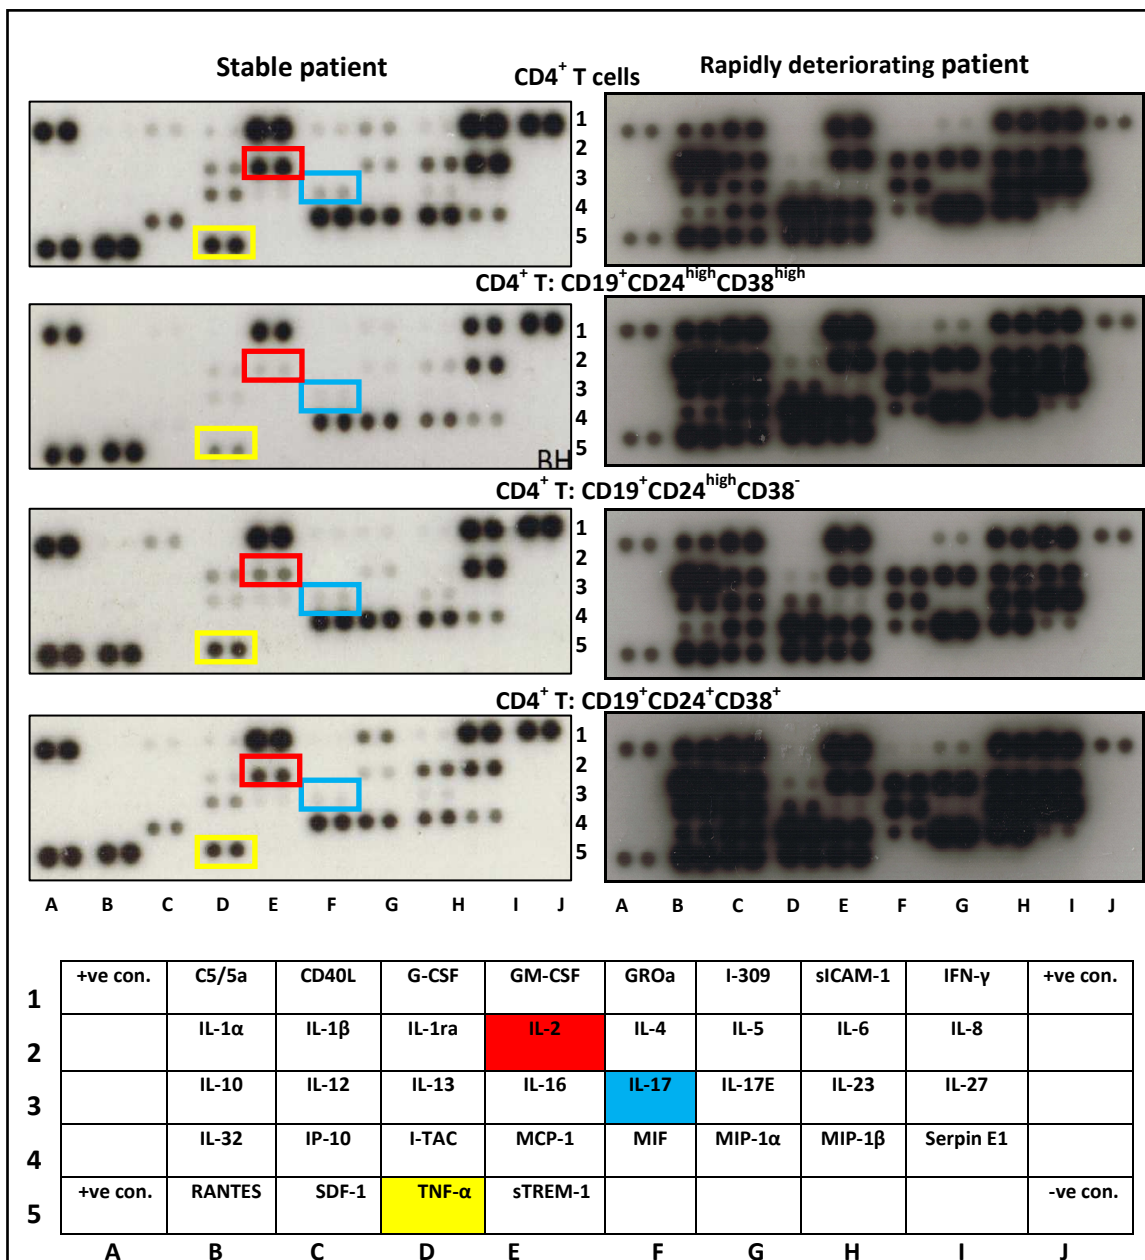 Stable patient
Rapidly deteriorating patient
CD4+ T cells
1
2
3
4
5
CD4+ T: CD19+CD24highCD38high
1
2
3
4
5
BH
CD4+ T: CD19+CD24highCD38-
1
2
3
4
5
CD4+ T: CD19+CD24+CD38+
1
2
3
4
5
A B C D E F G H I J A B C D E F G H I J
1 +ve con. C5/5a CD40L G-CSF GM-CSF GROa I-309 sICAM-1 IFN-γ +ve con.
2 IL-1α IL-1β IL-1ra IL-2 IL-4 IL-5 IL-6 IL-8
3 IL-10 IL-12 IL-13 IL-16 IL-17 IL-17E IL-23 IL-27
4 IL-32 IP-10 I-TAC MCP-1 MIF MIP-1α MIP-1β Serpin E1
5 +ve con. RANTES SDF-1 TNF-α sTREM-1 -ve con.
A B C D E F G H I J